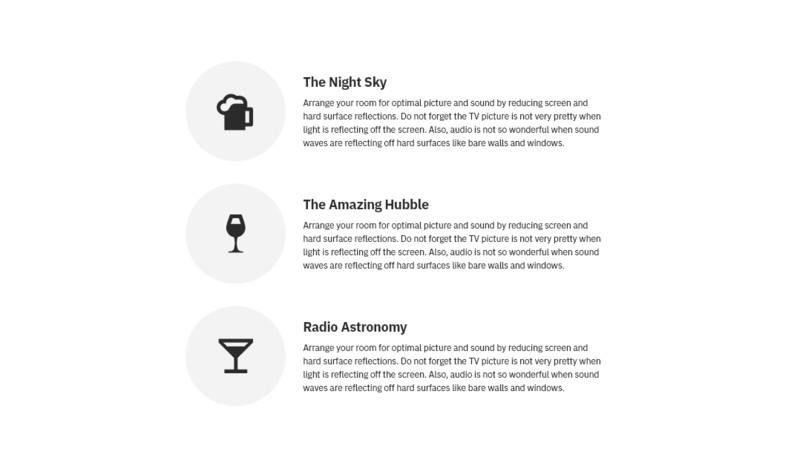 The Night Sky
Arrange your room for optimal picture and sound by reducing screen and
hard surface reflections. Do not forget the TV picture is not very pretty when
light is reflecting off the screen. Also, audio is not so wonderful when sound
waves are reflecting off hard surfaces like bare walls and windows.
The Amazing Hubble
Arrange your room for optimal picture and sound by reducing screen and
hard surface reflections. Do not forget the TV picture is not very pretty when
light is reflecting off the screen. Also, audio is not so wonderful when sound
waves are reflecting off hard surfaces like bare walls and windows.
Radio Astronomy
Arrange your room for optimal picture and sound by reducing screen and
hard surface reflections. Do not forget the TV picture is not very pretty when
light is reflecting off the screen. Also, audio is not so wonderful when sound
waves are reflecting off hard surfaces like bare walls and windows.